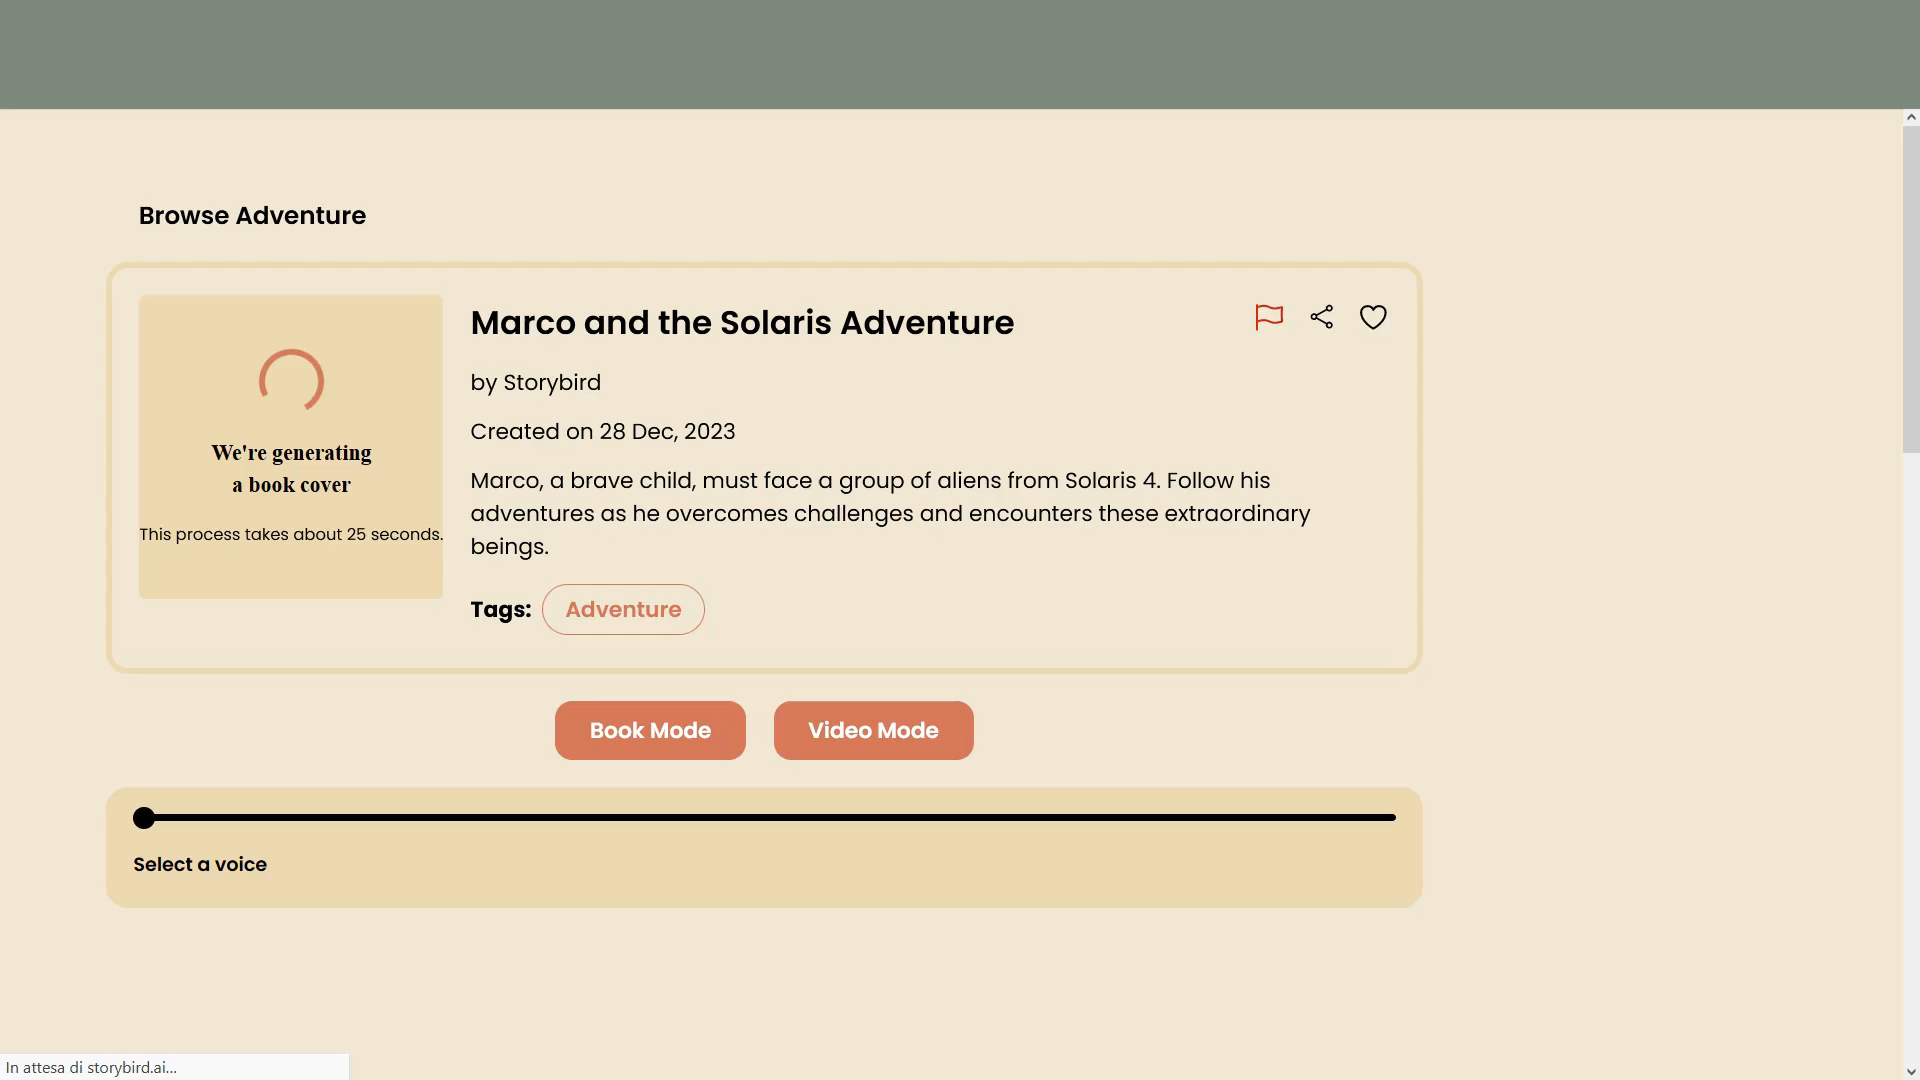 Browse Adventure
We're generating
a book cover
This process takes about 25 seconds.
Marco and the Solaris Adventure
by Storybird
Created on 28 Dec, 2023
Marco, a brave child, must face a group of aliens from Solaris 4. Follow his
adventures as he overcomes challenges and encounters these extraordinary
beings.
Tags: Adventure
Book Mode Video Mode
Select a voice
In attesa di storybird.ai...